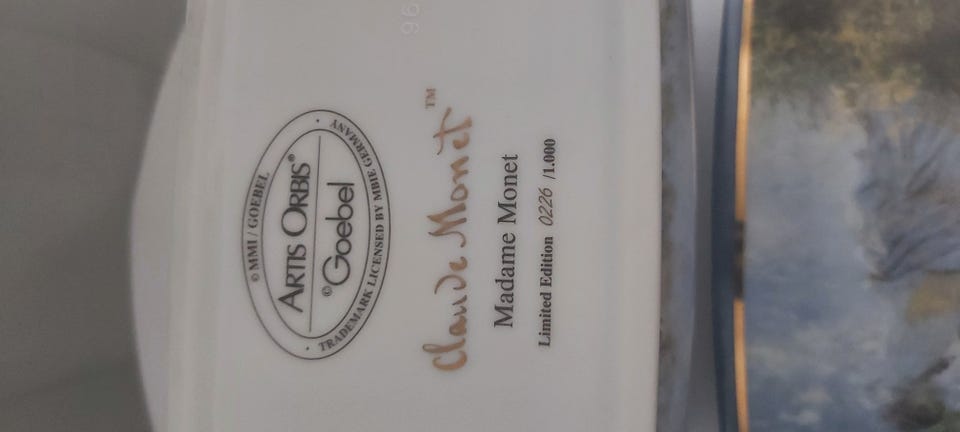 © MMI / GOEBEL
ARTIS ORBIS®
©Goebel
· TRADEMARK LICENSED BY MBIE GERMANY ·
Claude Monet™
Madame Monet
Limited Edition 0226 /1.000
96